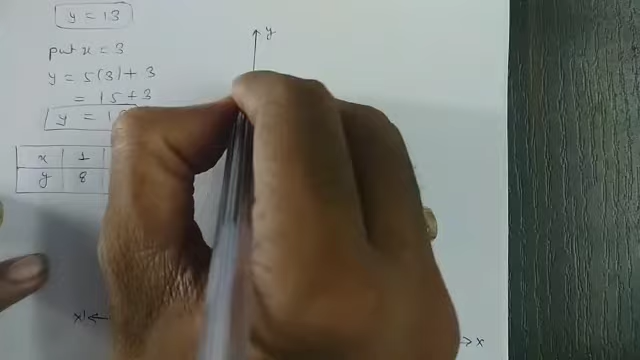 y = 13
put x = 3
y = 5(3) + 3
= 15 + 3
y = 1
x 1
y 8
y
x' x